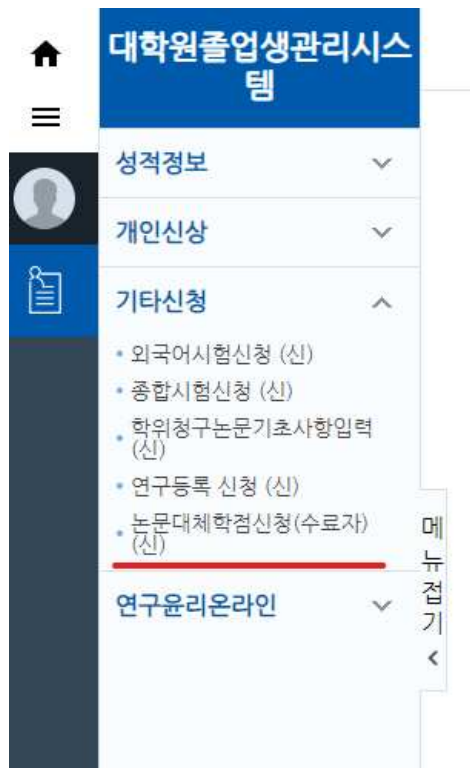 대학원졸업생관리시스
템
성적정보
개인신상
기타신청
외국어시험신청 (신)
종합시험신청 (신)
학위청구논문기초사항입력
(신)
연구등록 신청 (신)
논문대체학점신청(수료자)
(신)
연구윤리온라인
메
뉴
접
기